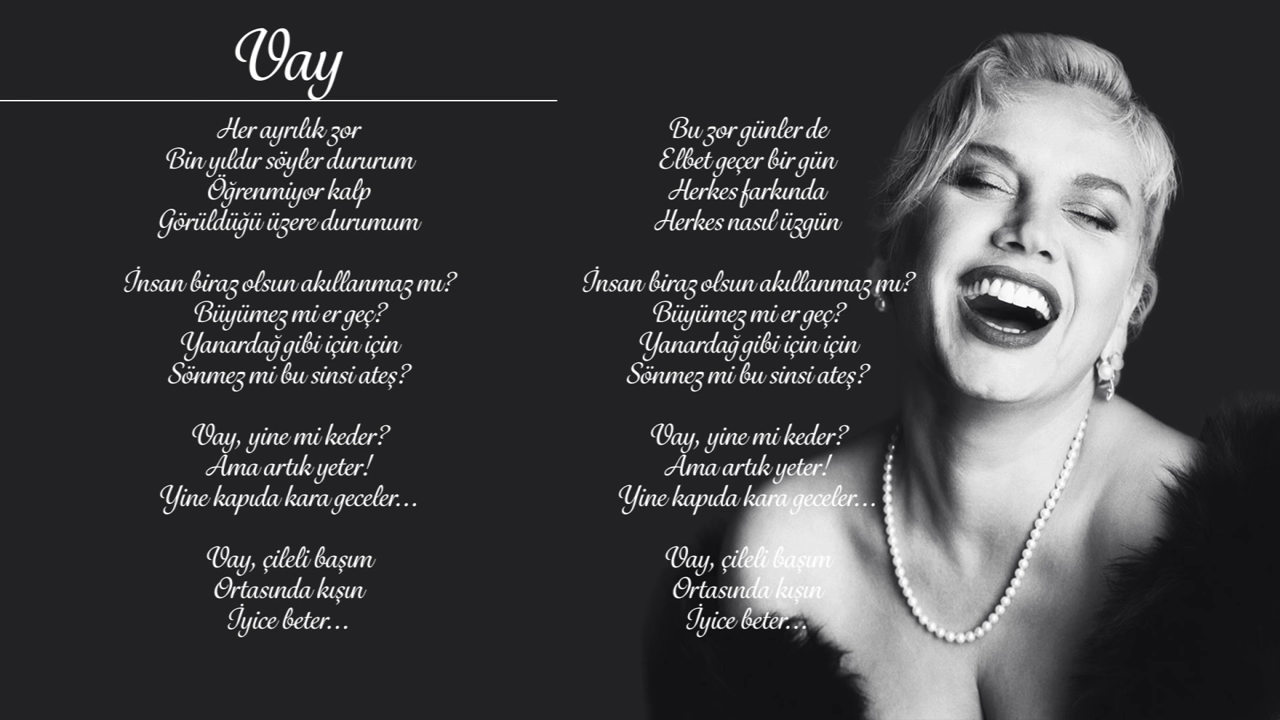 Vay
Her ayrılık zor
Bin yıldır söyler dururum
Öğrenmiyor kalp
Görüldüğü üzere durumum
İnsan biraz olsun akıllanmaz mı?
Büyümez mi er geç?
Yanardağ gibi için için
Sönmez mi bu sinsi ateş?
Vay, yine mi keder?
Ama artık yeter!
Yine kapıda kara geceler...
Vay, çileli başım
Ortasında kışın
İyice beter...
Bu zor günler de
Elbet geçer bir gün
Herkes farkında
Herkes nasıl üzgün
İnsan biraz olsun akıllanmaz mı?
Büyümez mi er geç?
Yanardağ gibi için için
Sönmez mi bu sinsi ateş?
Vay, yine mi keder?
Ama artık yeter!
Yine kapıda kara geceler...
Vay, çileli başım
Ortasında kışın
İyice beter...